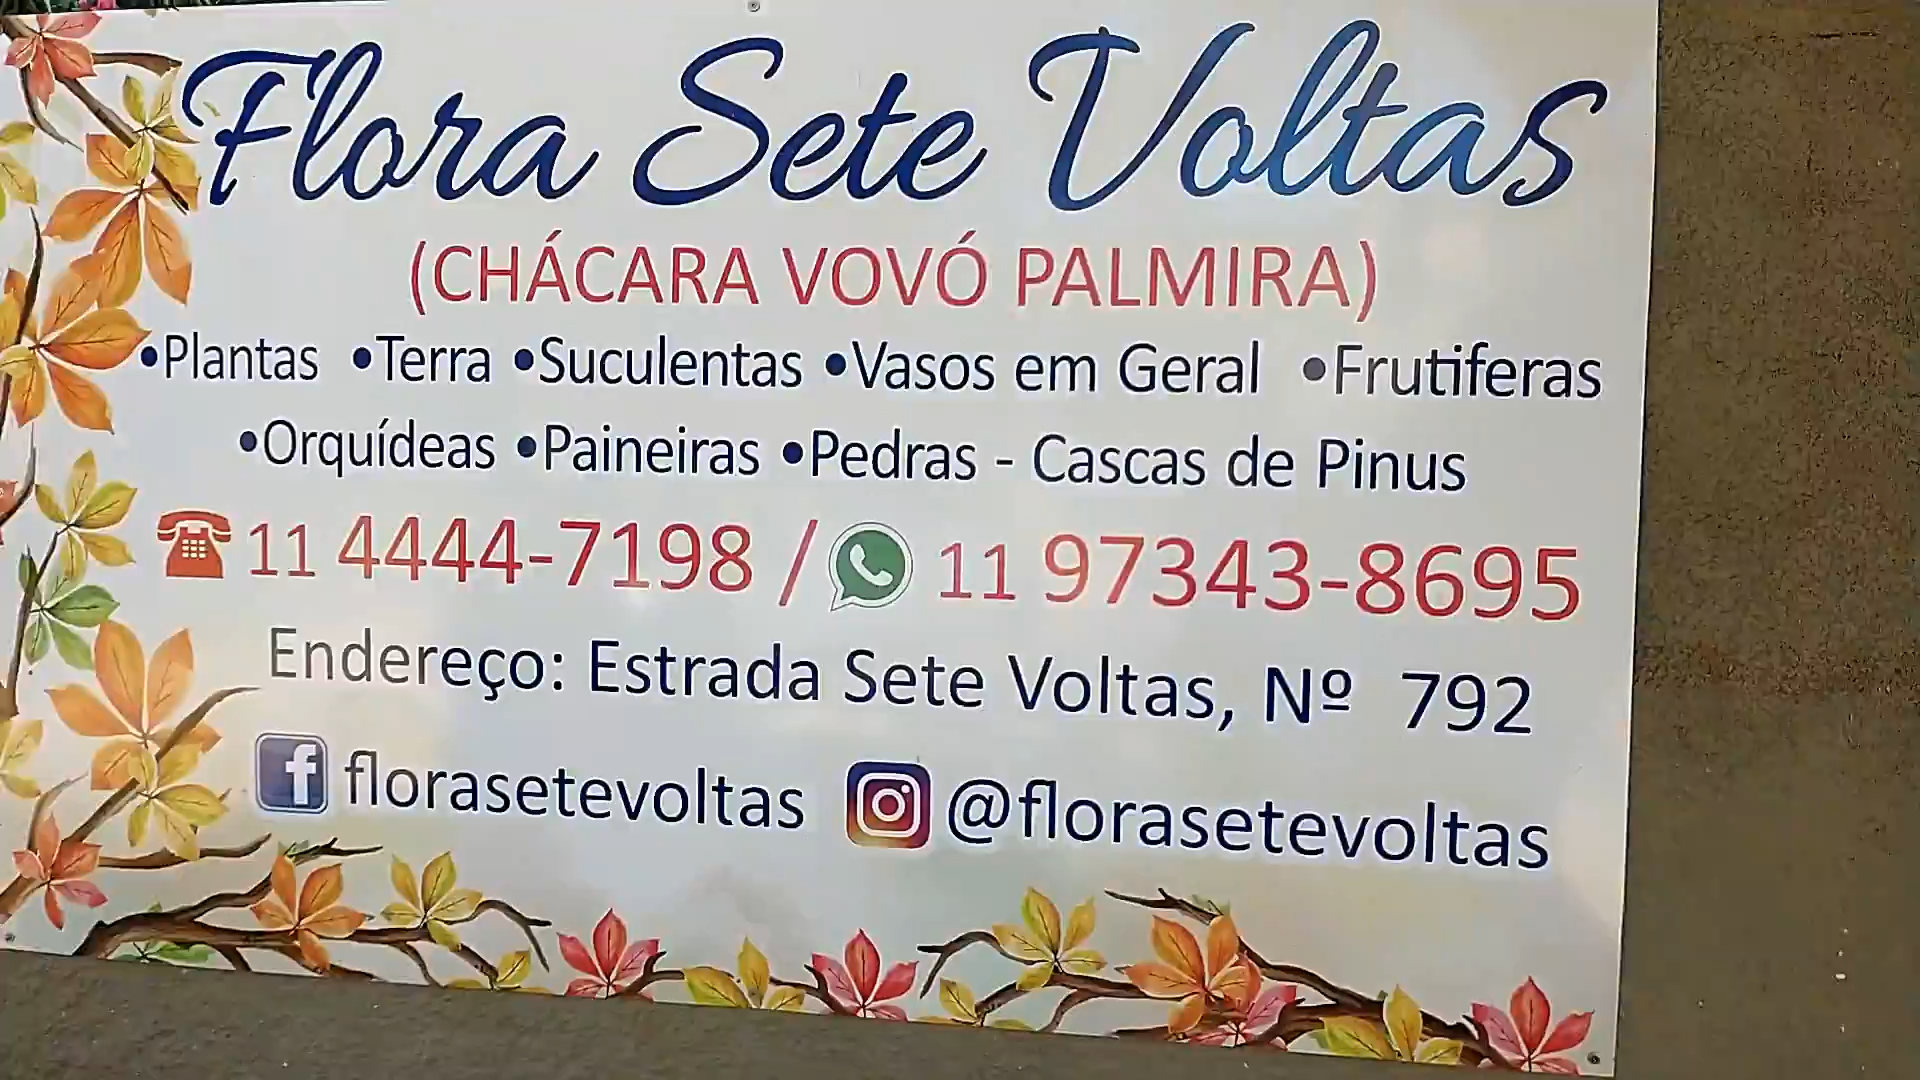 Flora Sete Voltas
(CHÁCARA VOVÓ PALMIRA)
•Plantas •Terra •Suculentas •Vasos em Geral •Frutiferas
•Orquídeas •Paineiras •Pedras - Cascas de Pinus
11 4444-7198 / 11 97343-8695
Endereço: Estrada Sete Voltas, Nº 792
florasetevoltas @florasetevoltas